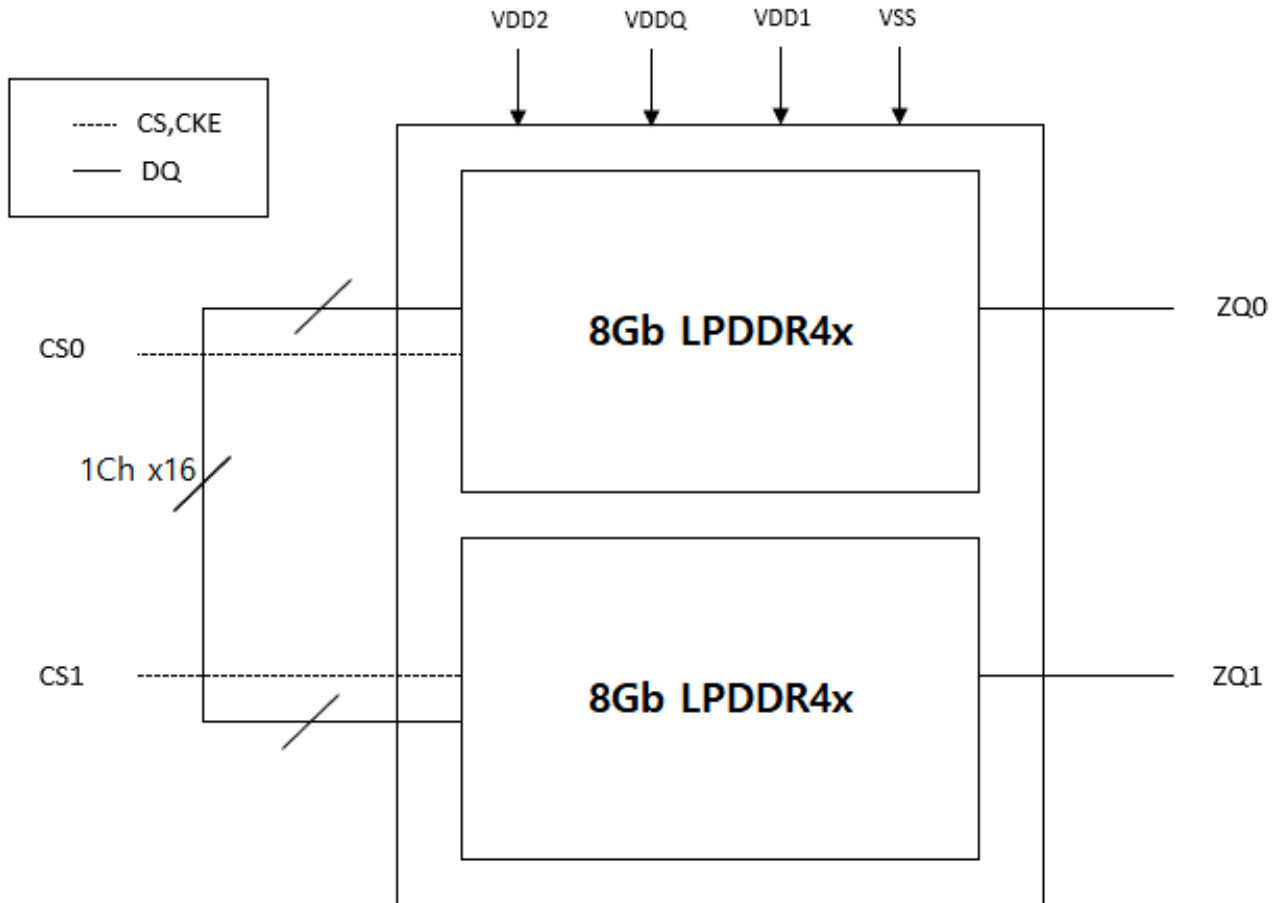 VDD2 VDDQ VDD1 VSS
CS,CKE
DQ
8Gb LPDDR4x
ZQ0
CS0
1Ch x16
CS1
8Gb LPDDR4x
ZQ1